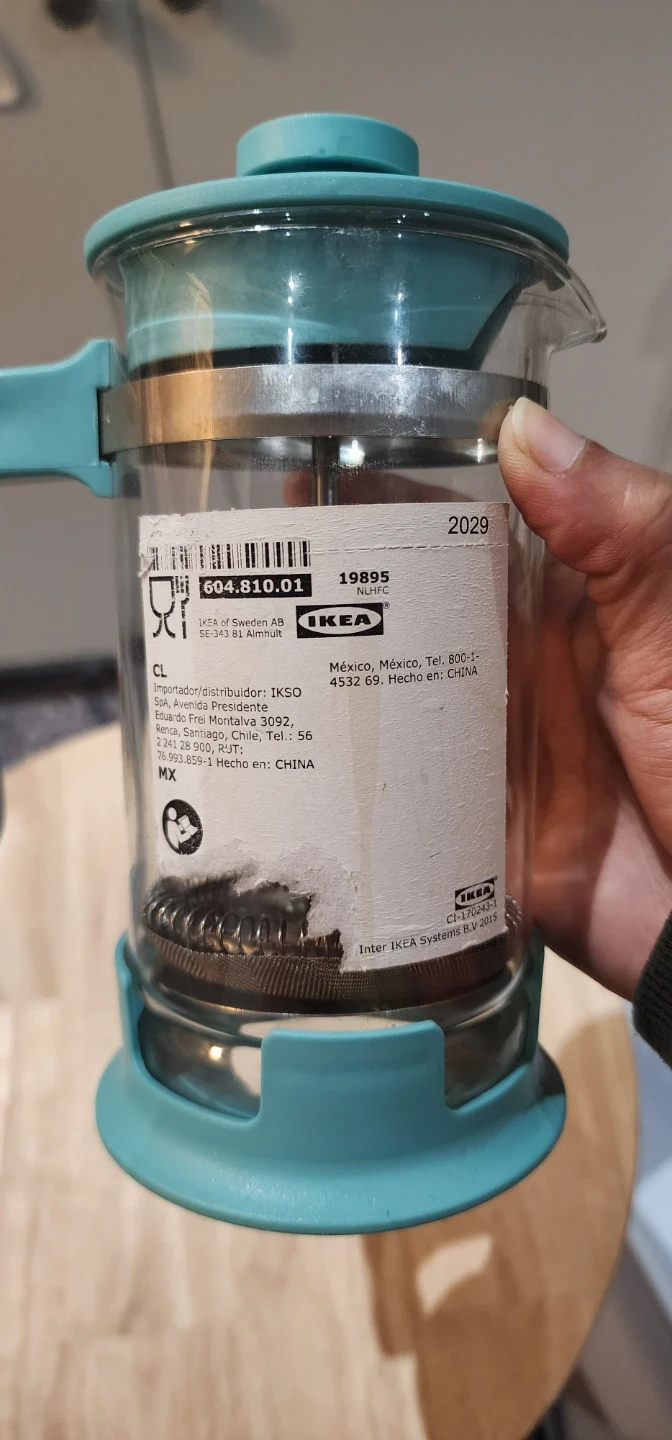 2029
604.810.01
19895
NLHFC
IKEA of Sweden AB
SE-343 81 Älmhult
IKEA®
CL
Importador/distribuidor: IKSO
SpA, Avenida Presidente
Eduardo Frei Montalva 3092,
Renca, Santiago, Chile, Tel.: 56
2 241 28 900, RUT:
76.993.859-1 Hecho en: CHINA
MX
México, México, Tel. 800-1-
4532 69. Hecho en: CHINA
IKEA®
CI-170243-1
Inter IKEA Systems B.V 2015